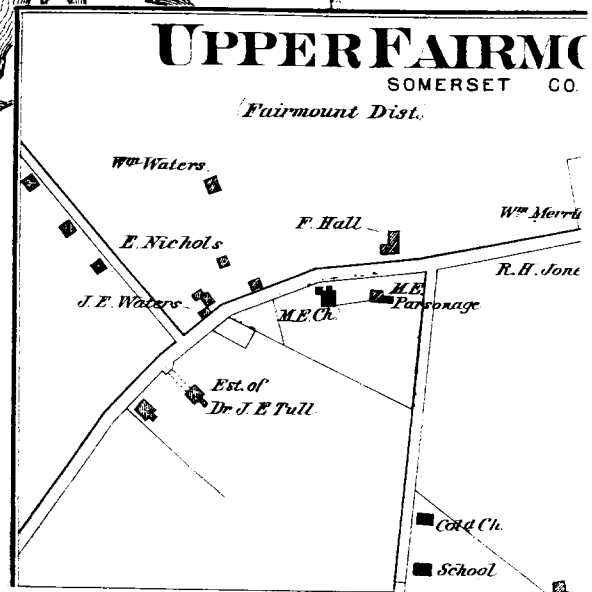 UPPER FAIRMO
SOMERSET CO.
(Fairmount Dist.)
Wm Waters
F. Hall
Wm Merri
E. Nichols
R. H. Jone
J. E. Waters
M.E. Ch.
M.E.
Parsonage
Est. of
Dr. J. E. Tull
Col'd Ch.
School